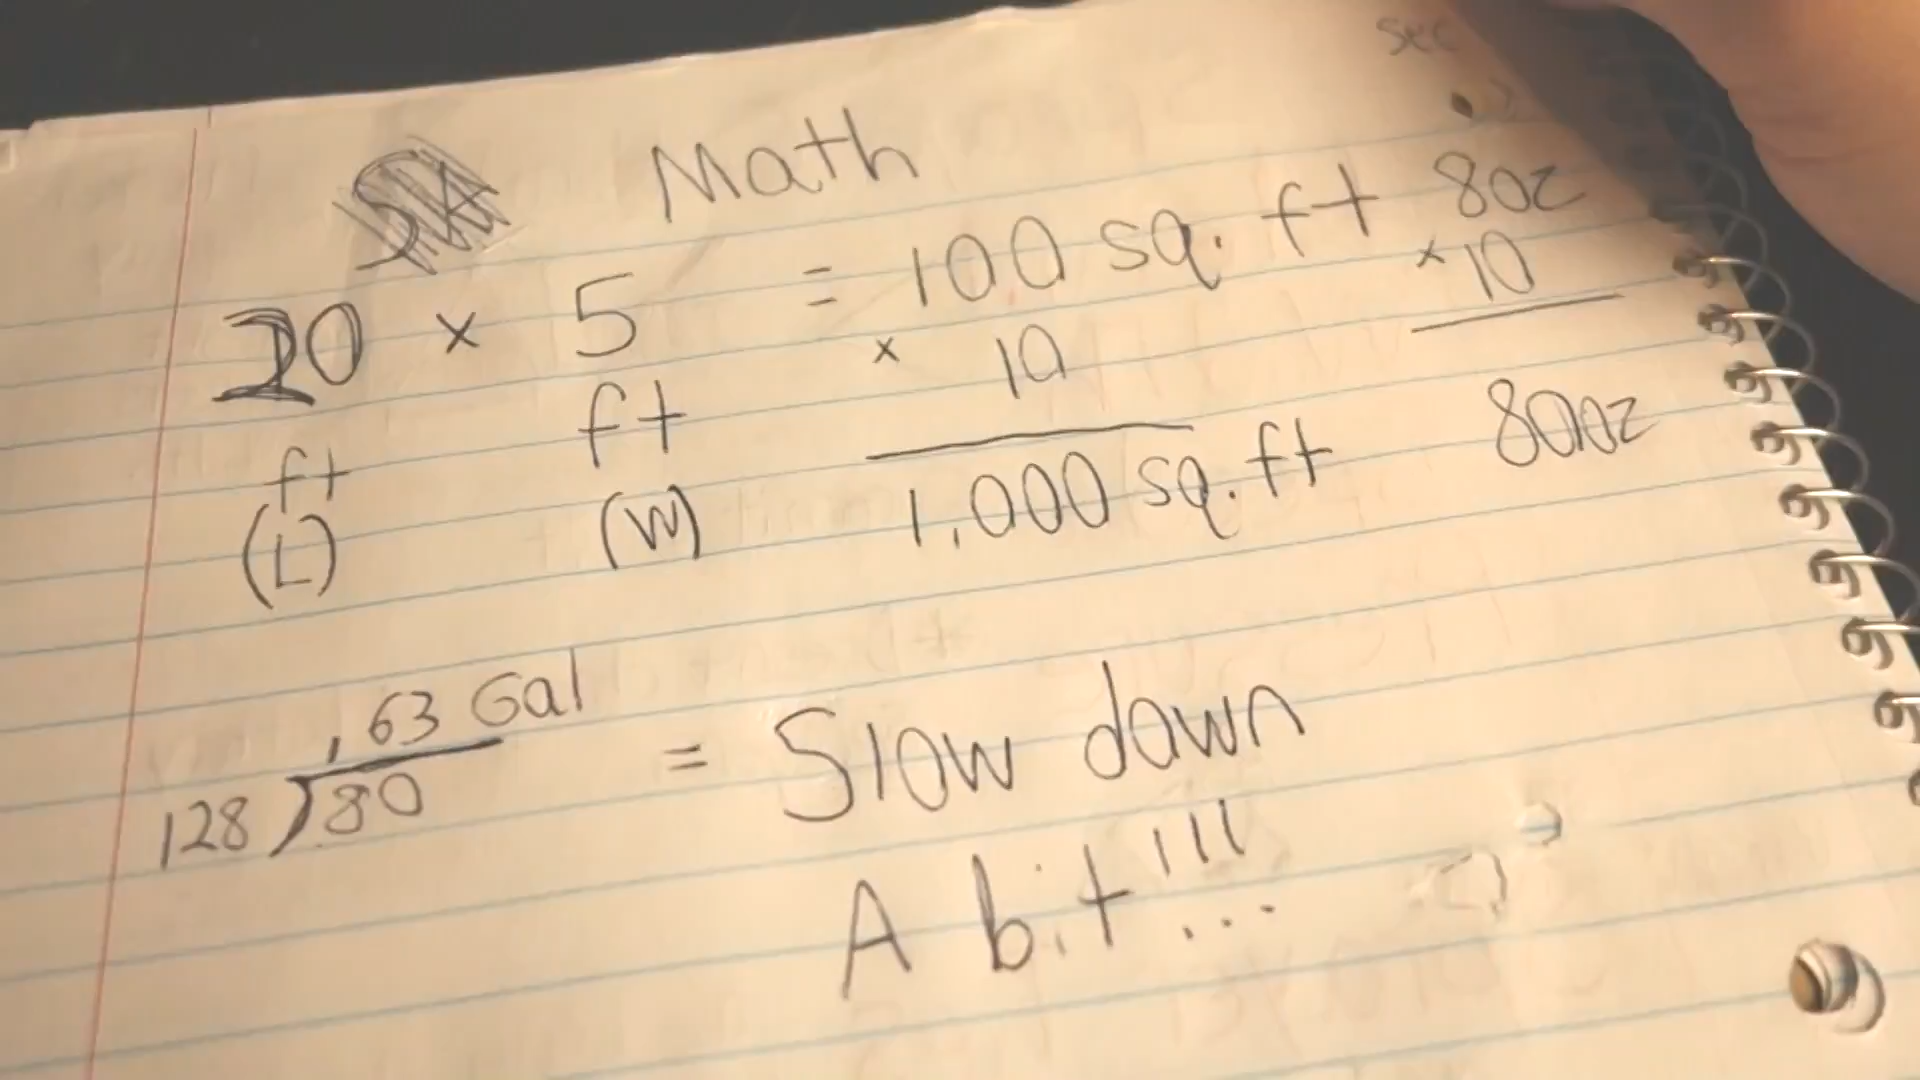 sec
Math
20 x 5 = 100 sq. ft 8oz
x 10 x 10
ft ft 1,000 sq. ft 80oz
(L) (W)
.63 Gal
128 80 = Slow down
A bit!!!